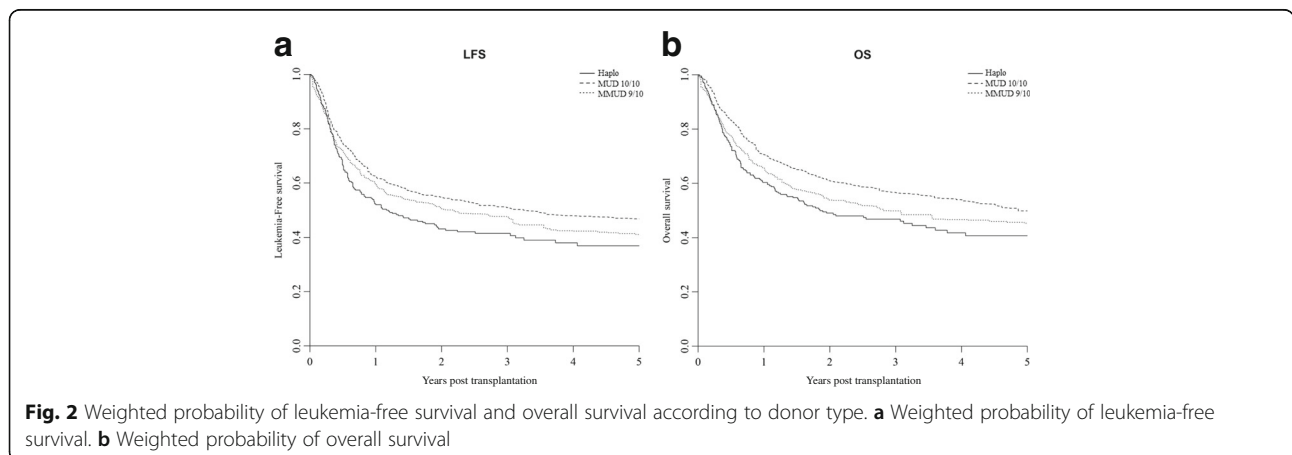 a
LFS
Haplo
MUD 10/10
MMUD 9/10
1.0
0.8
0.6
0.4
0.2
0.0
Leukemia-Free survival
0 1 2 3 4 5
Years post transplantation
b
OS
Haplo
MUD 10/10
MMUD 9/10
1.0
0.8
0.6
0.4
0.2
0.0
Overall survival
0 1 2 3 4 5
Years post transplantation
Fig. 2 Weighted probability of leukemia-free survival and overall survival according to donor type. a Weighted probability of leukemia-free
survival. b Weighted probability of overall survival